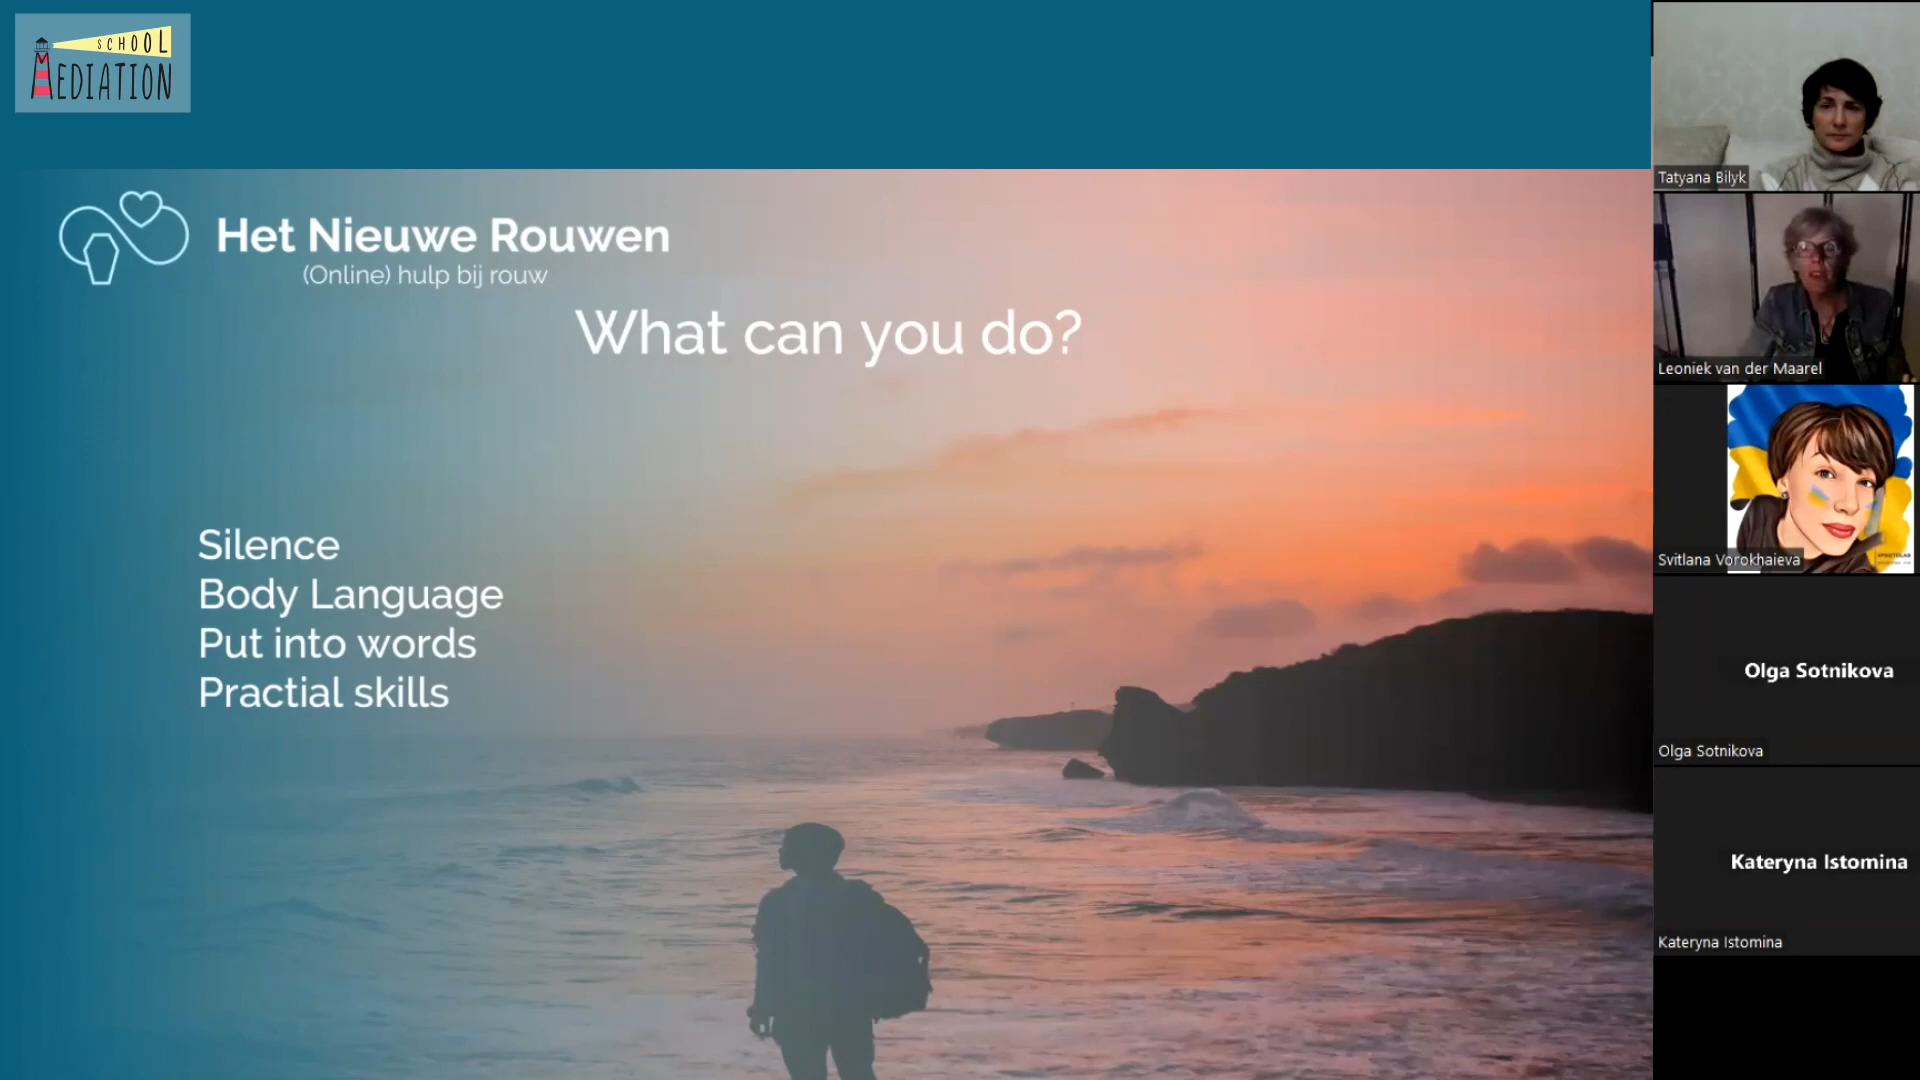 SCHOOL
MEDIATION
Het Nieuwe Rouwen
(Online) hulp bij rouw
What can you do?
Silence
Body Language
Put into words
Practial skills
Tatyana Bilyk
Leoniek van der Maarel
Svitlana Vorokhaieva
Olga Sotnikova
Olga Sotnikova
Kateryna Istomina
Kateryna Istomina